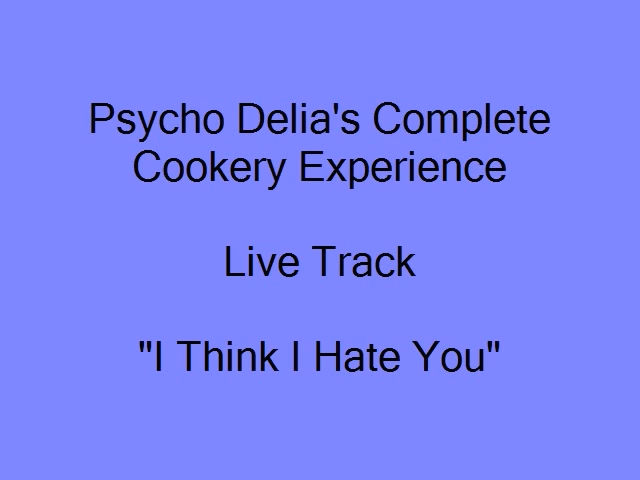 Psycho Delia's Complete
Cookery Experience
Live Track
"I Think I Hate You"